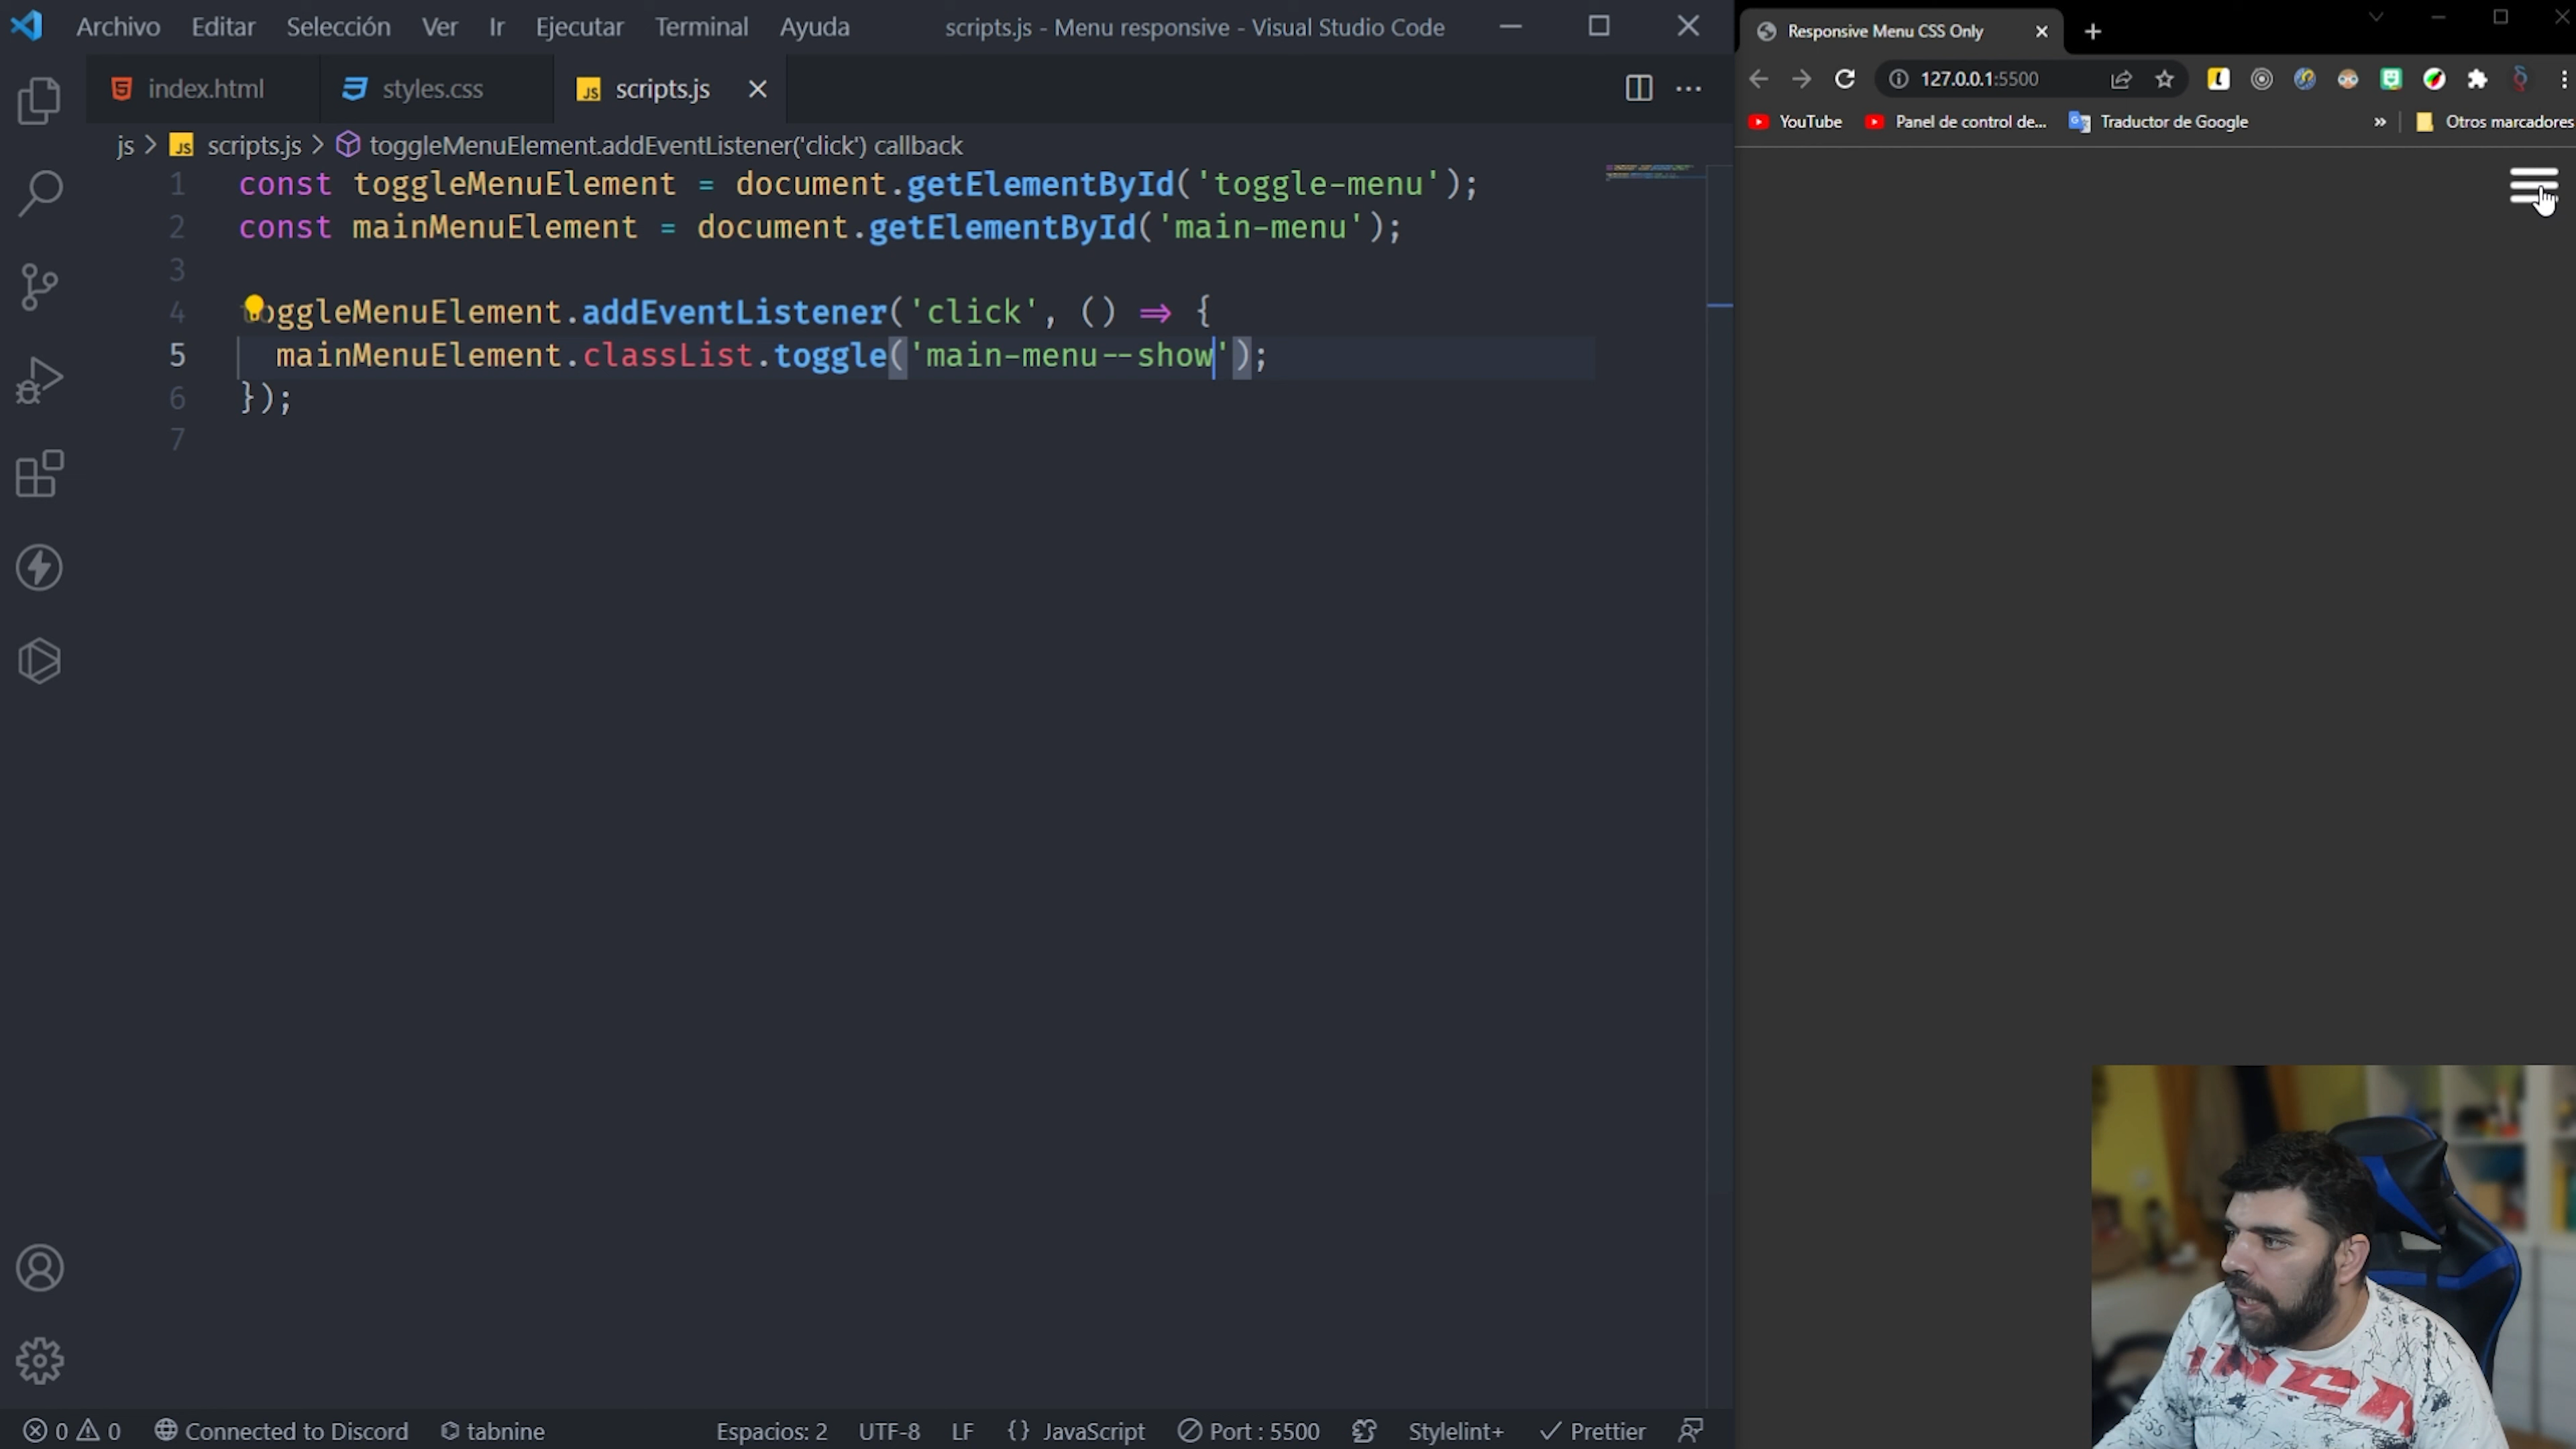 Archivo Editar Selección Ver Ir Ejecutar Terminal Ayuda scripts.js - Menu responsive - Visual Studio Code
index.html styles.css JS scripts.js
js > JS scripts.js > toggleMenuElement.addEventListener('click') callback
1 const toggleMenuElement = document.getElementById('toggle-menu');
2 const mainMenuElement = document.getElementById('main-menu');
3
4 toggleMenuElement.addEventListener('click', () => {
5 mainMenuElement.classList.toggle('main-menu--show');
6 });
7
0 0 Connected to Discord tabnine Espacios: 2 UTF-8 LF {} JavaScript Port : 5500 Stylelint+ Prettier
Responsive Menu CSS Only
127.0.0.1:5500
YouTube Panel de control de... Traductor de Google » Otros marcadores